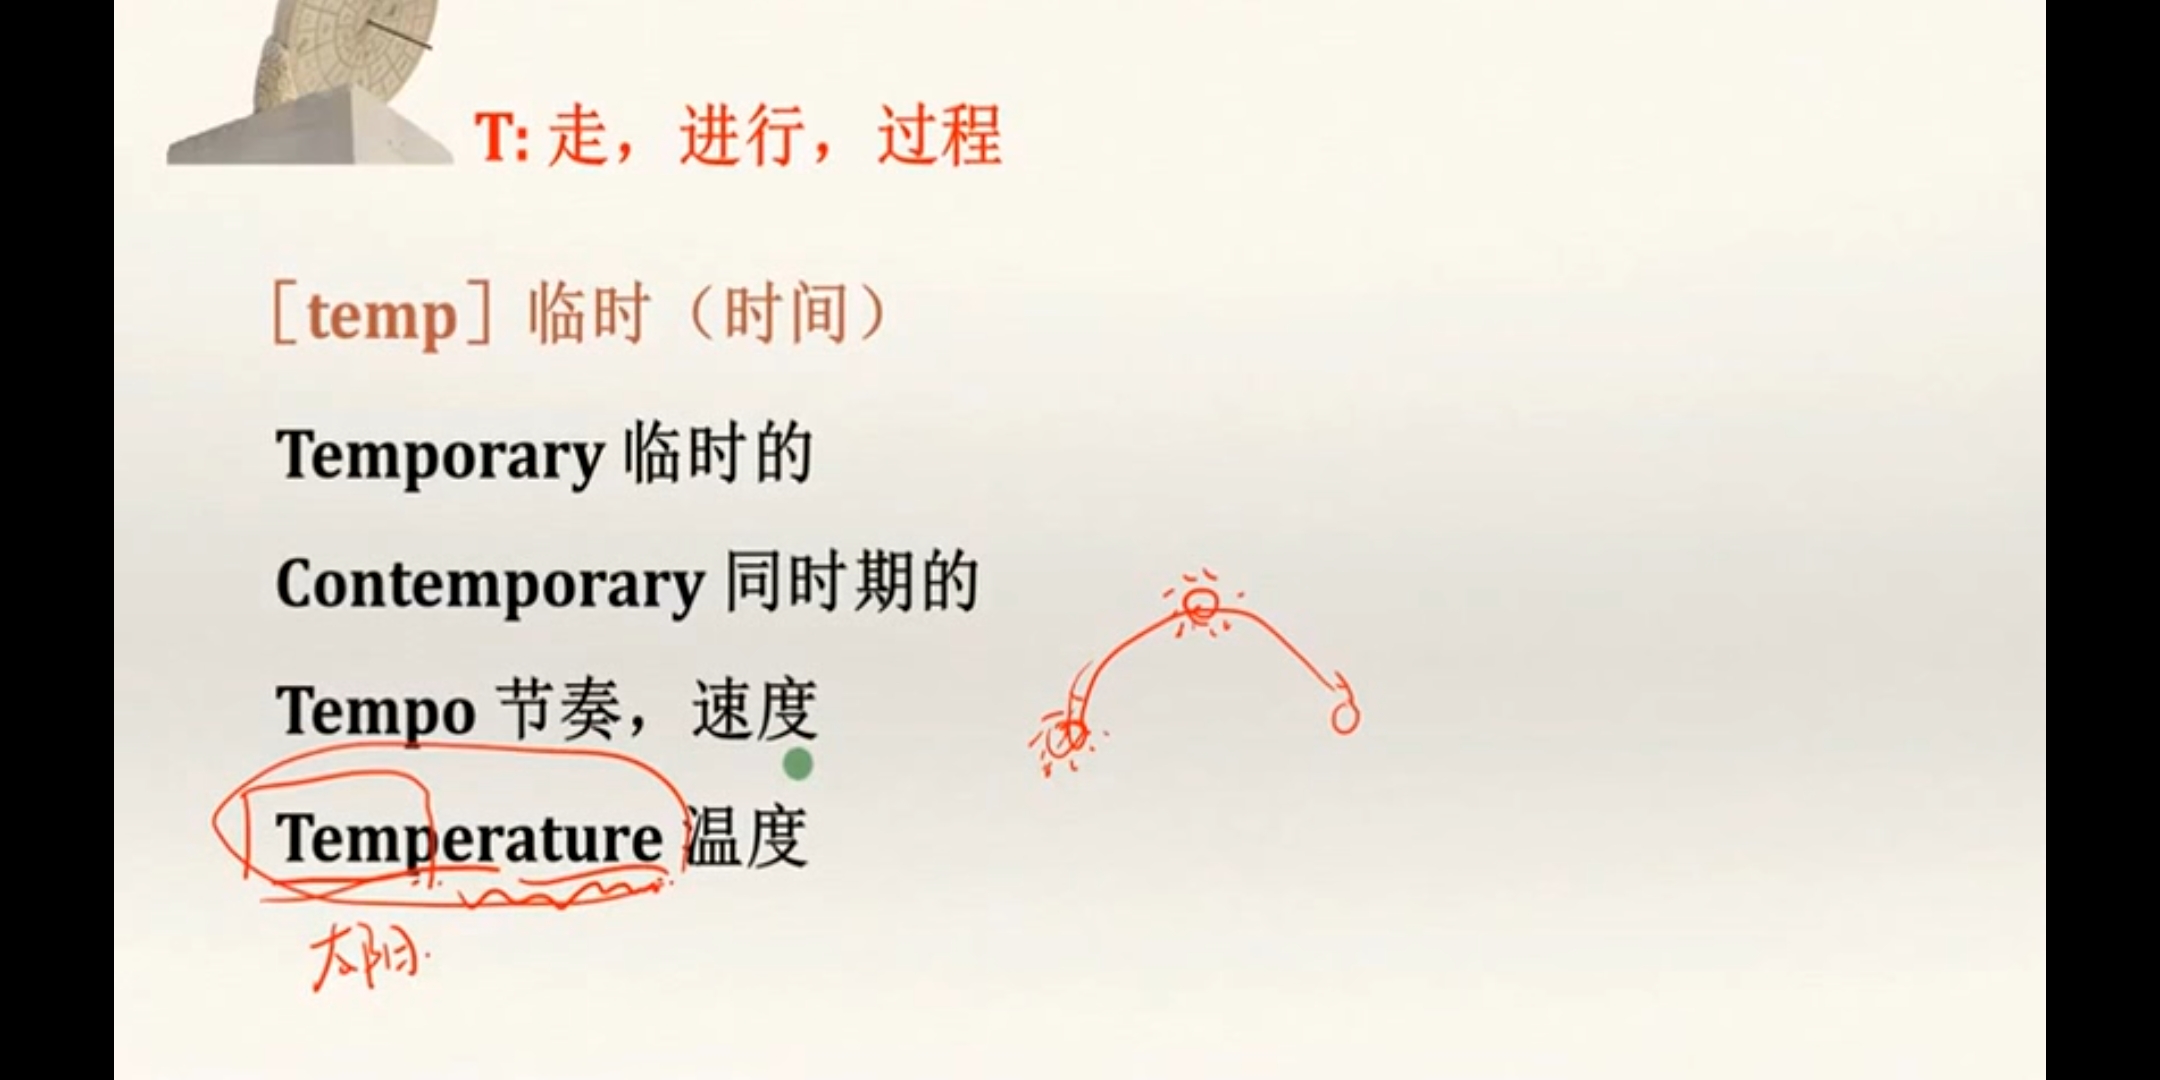 T: 走，进行，过程
［temp］临时（时间）
Temporary 临时的
Contemporary 同时期的
Tempo 节奏，速度
Temperature 温度
太阳